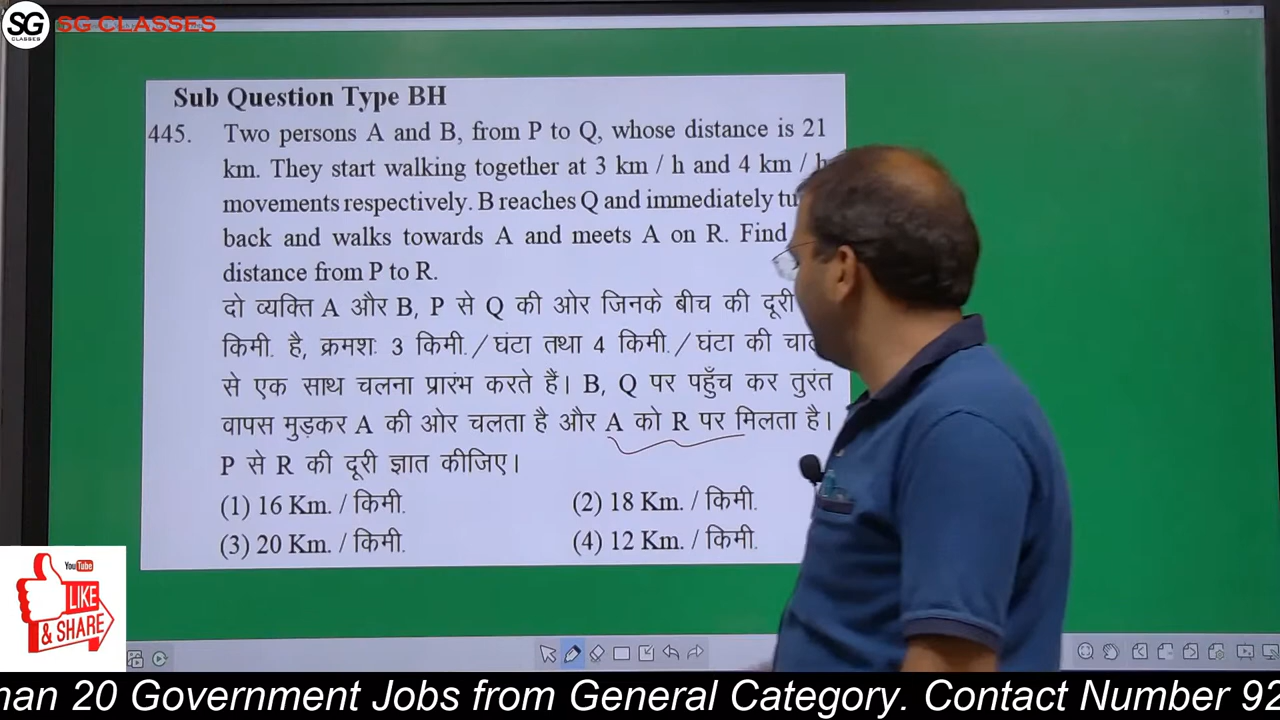 SG
CLASSES
SG CLASSES
Sub Question Type BH
445. Two persons A and B, from P to Q, whose distance is 21
km. They start walking together at 3 km / h and 4 km / h
movements respectively. B reaches Q and immediately
back and walks towards A and meets A on R. Find
distance from P to R.
दो व्यक्ति A और B, P से Q की ओर जिनके बीच की दूरी
किमी. है, क्रमशः 3 किमी./घंटा तथा 4 किमी./घंटा की
से एक साथ चलना प्रारंभ करते हैं। B, Q पर पहुँच कर तुरंत
वापस मुड़कर A की ओर चलता है और A को R पर मिलता है।
P से R की दूरी ज्ञात कीजिए।
(1) 16 Km. / किमी. (2) 18 Km. / किमी.
(3) 20 Km. / किमी. (4) 12 Km. / किमी.
YouTube
LIKE
& SHARE
20 Government Jobs from General Category. Contact Number 92